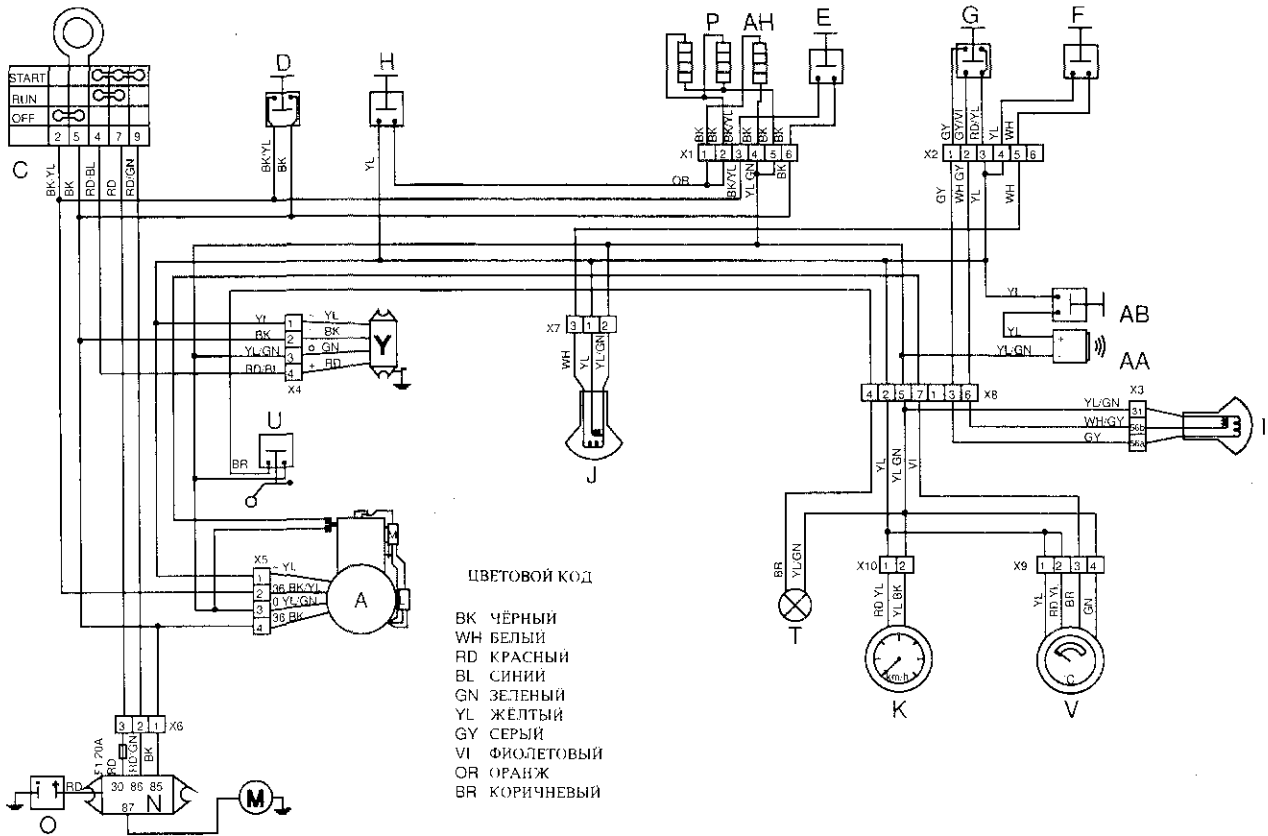 P AH E G F
D H
START
RUN
OFF
2 5 4 7 9
C
BK-YL
BK
RD-BL
RD
RD/GN
BK/YL
BK
YL
BK
BK
BK/YL
BK
BK
BK
X1 1 2 3 4 5 6
OR
BK/YL
YL GN
BK
GY
GY/VI
RD/YL
YL
WH
X2 1 2 3 4 5 6
GY
WH GY
YL
WH
YL
AB
YL
YL/GN
+
-
AA
YL 1 ~ YL
BK 2 BK
YL/GN 3 o GN
RD/BL 4 + RD
Y
X4
X7 3 1 2
WH
YL
YL/GN
J
4 2 5 7 1 3 6 X8
X3
YL/GN 31
WH/GY 56b
GY 56a
I
U
BR
YL
YL GN
VI
X5
1 ~ YL
2 36 BK/YL
3 0 YL/GN
4 36 BK
A
M
L
BR
YL/GN
T
X10 1 2
RD YL
YL BK
km/h
K
X9 1 2 3 4
YL
RD YL
BR
GN
°C
V
ЦВЕТОВОЙ КОД
BK ЧЁРНЫЙ
WH БЕЛЫЙ
RD КРАСНЫЙ
BL СИНИЙ
GN ЗЕЛЕНЫЙ
YL ЖЁЛТЫЙ
GY СЕРЫЙ
VI ФИОЛЕТОВЫЙ
OR ОРАНЖ
BR КОРИЧНЕВЫЙ
3 2 1 X6
F1 20A
RD
RD/GN
BK
30 86 85
87 N
RD
- +
O
M